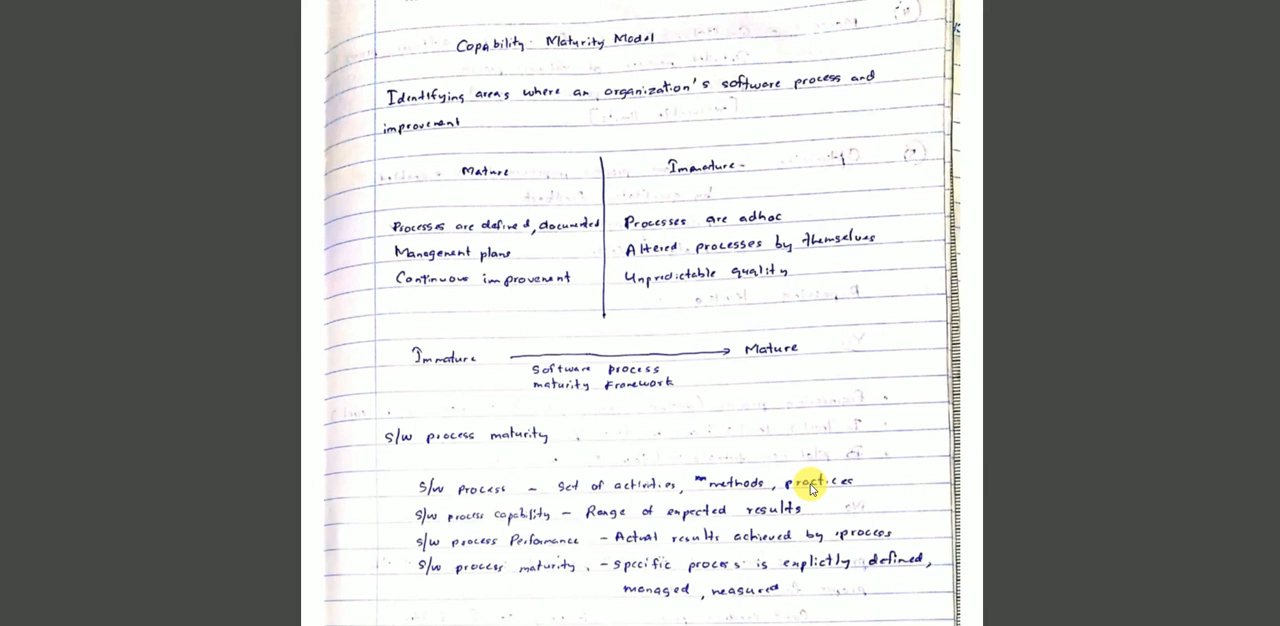 Capability Maturity Model
Identifying areas where an organization's software process and
improvement
Mature Immature
Processes are defined, documented Processes are adhoc
Management plans Altered processes by themselves
Continuous improvement Unpredictable quality
Immature → Mature
Software process
maturity Framework
S/W process maturity
S/W Process - Set of activities, methods, practices
S/W process capability - Range of expected results
S/W process Performance - Actual results achieved by process
S/W process maturity - specific process is explictly defined,
managed, measured